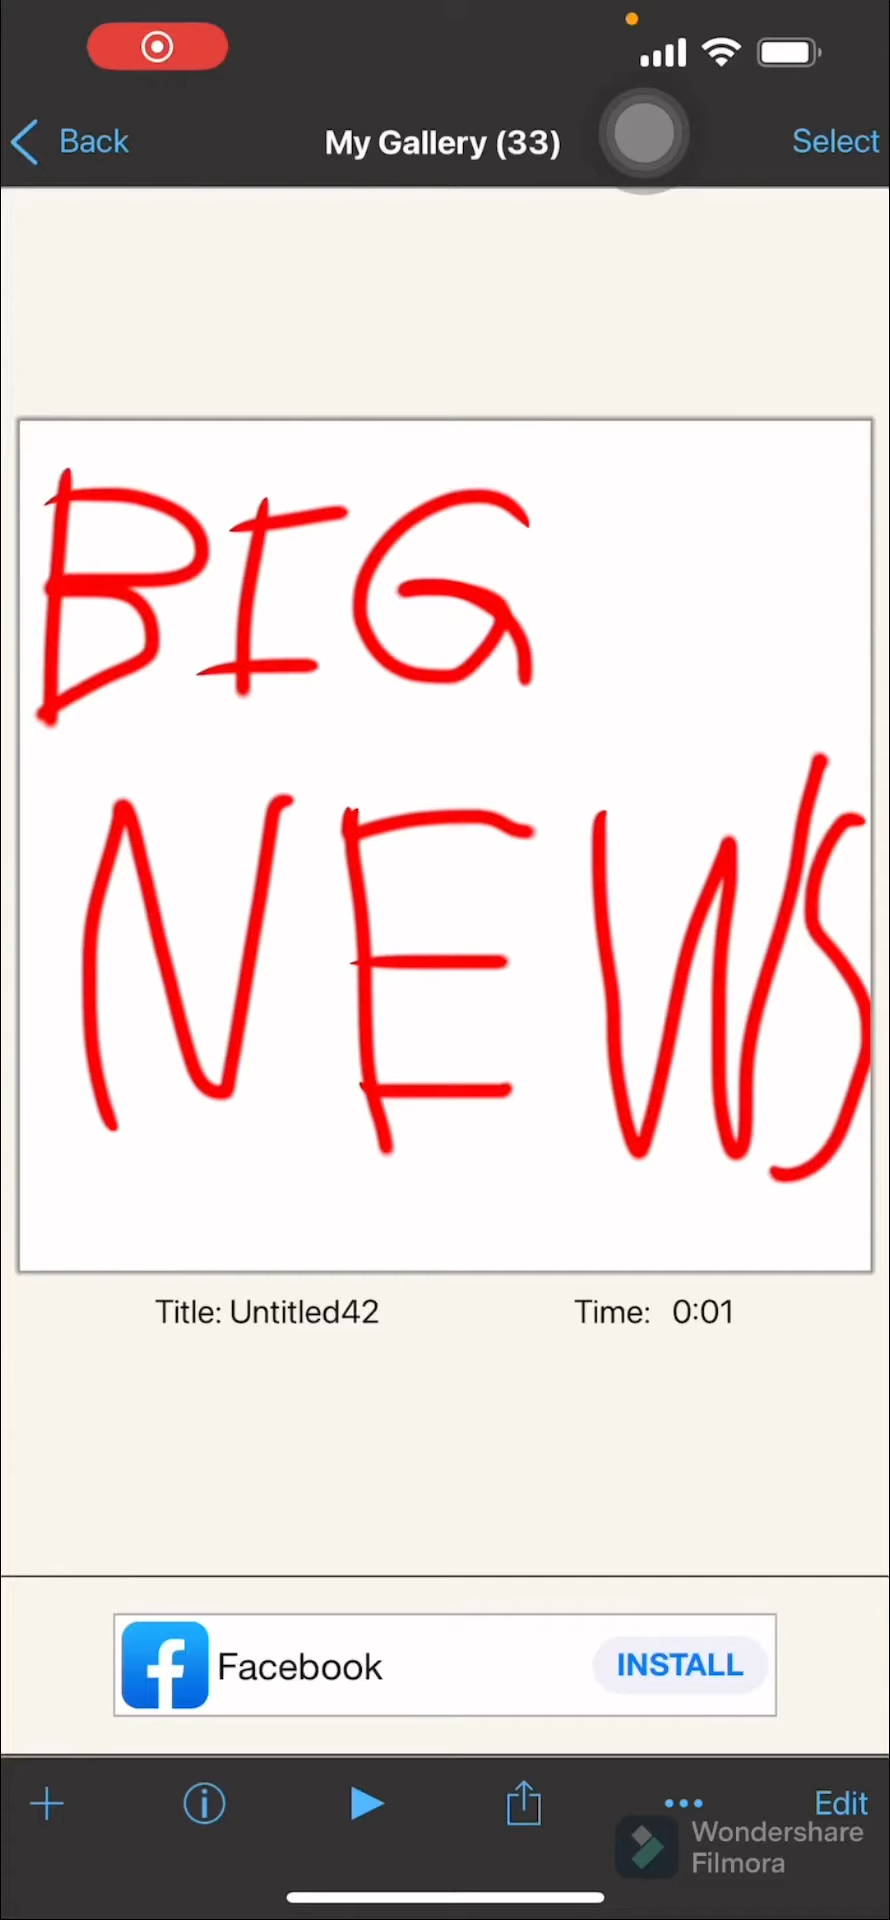 Back
My Gallery (33)
Select
BIG
NEWS
Title: Untitled42
Time: 0:01
Facebook
INSTALL
Edit
Wondershare
Filmora